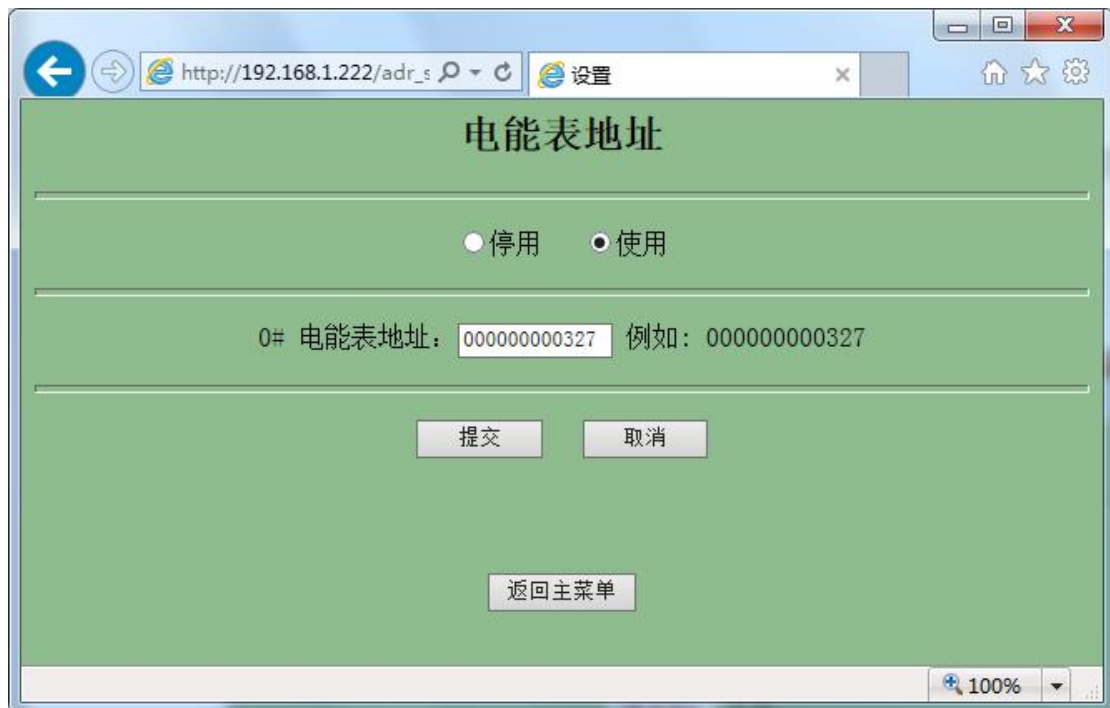 http://192.168.1.222/adr_s
设置
电能表地址
停用 使用
0# 电能表地址： 000000000327 例如: 000000000327
提交 取消
返回主菜单
100%